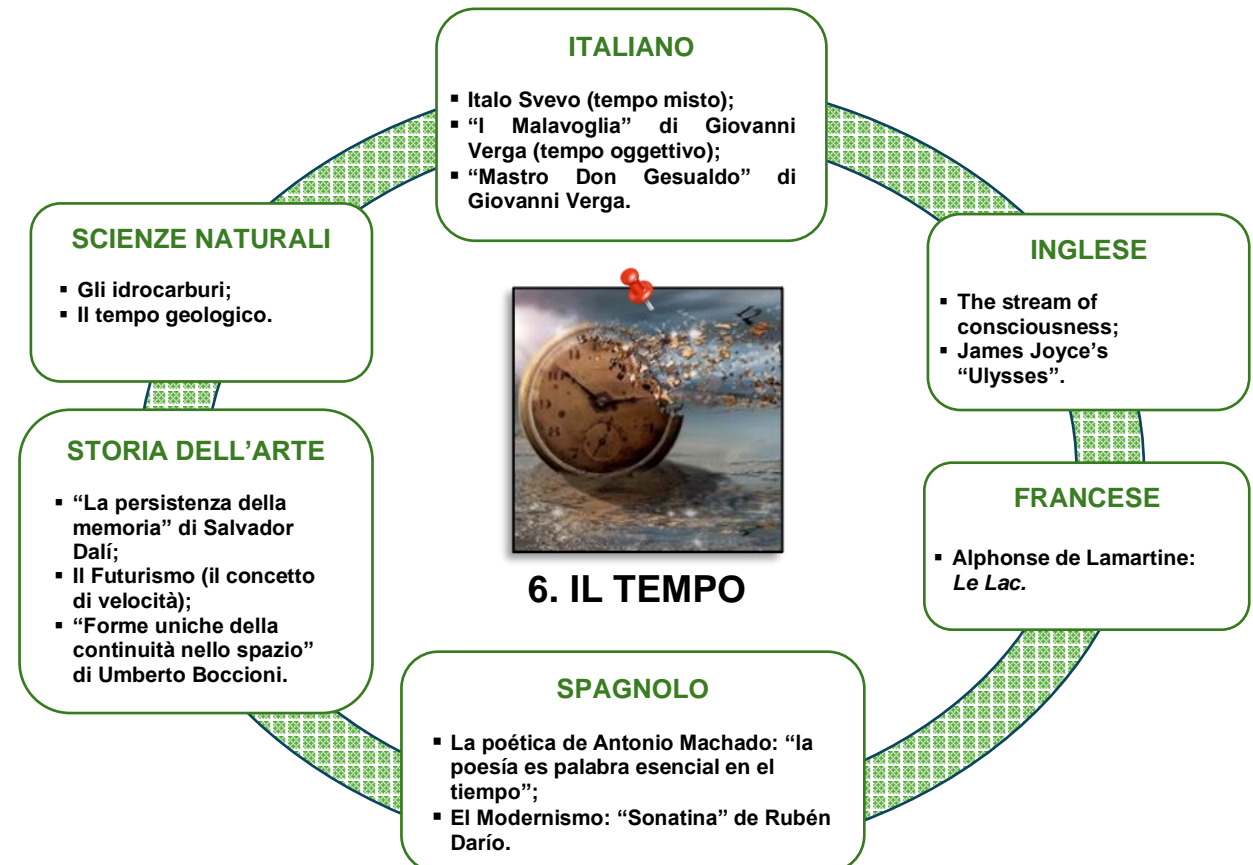 ITALIANO
▪ Italo Svevo (tempo misto);
▪ “I Malavoglia” di Giovanni
Verga (tempo oggettivo);
▪ “Mastro Don Gesualdo” di
Giovanni Verga.
SCIENZE NATURALI
▪ Gli idrocarburi;
▪ Il tempo geologico.
INGLESE
▪ The stream of
consciousness;
▪ James Joyce’s
“Ulysses”.
STORIA DELL’ARTE
▪ “La persistenza della
memoria” di Salvador
Dalí;
▪ Il Futurismo (il concetto
di velocità);
▪ “Forme uniche della
continuità nello spazio”
di Umberto Boccioni.
FRANCESE
▪ Alphonse de Lamartine:
Le Lac.
6. IL TEMPO
SPAGNOLO
▪ La poética de Antonio Machado: “la
poesía es palabra esencial en el
tiempo”;
▪ El Modernismo: “Sonatina” de Rubén
Darío.